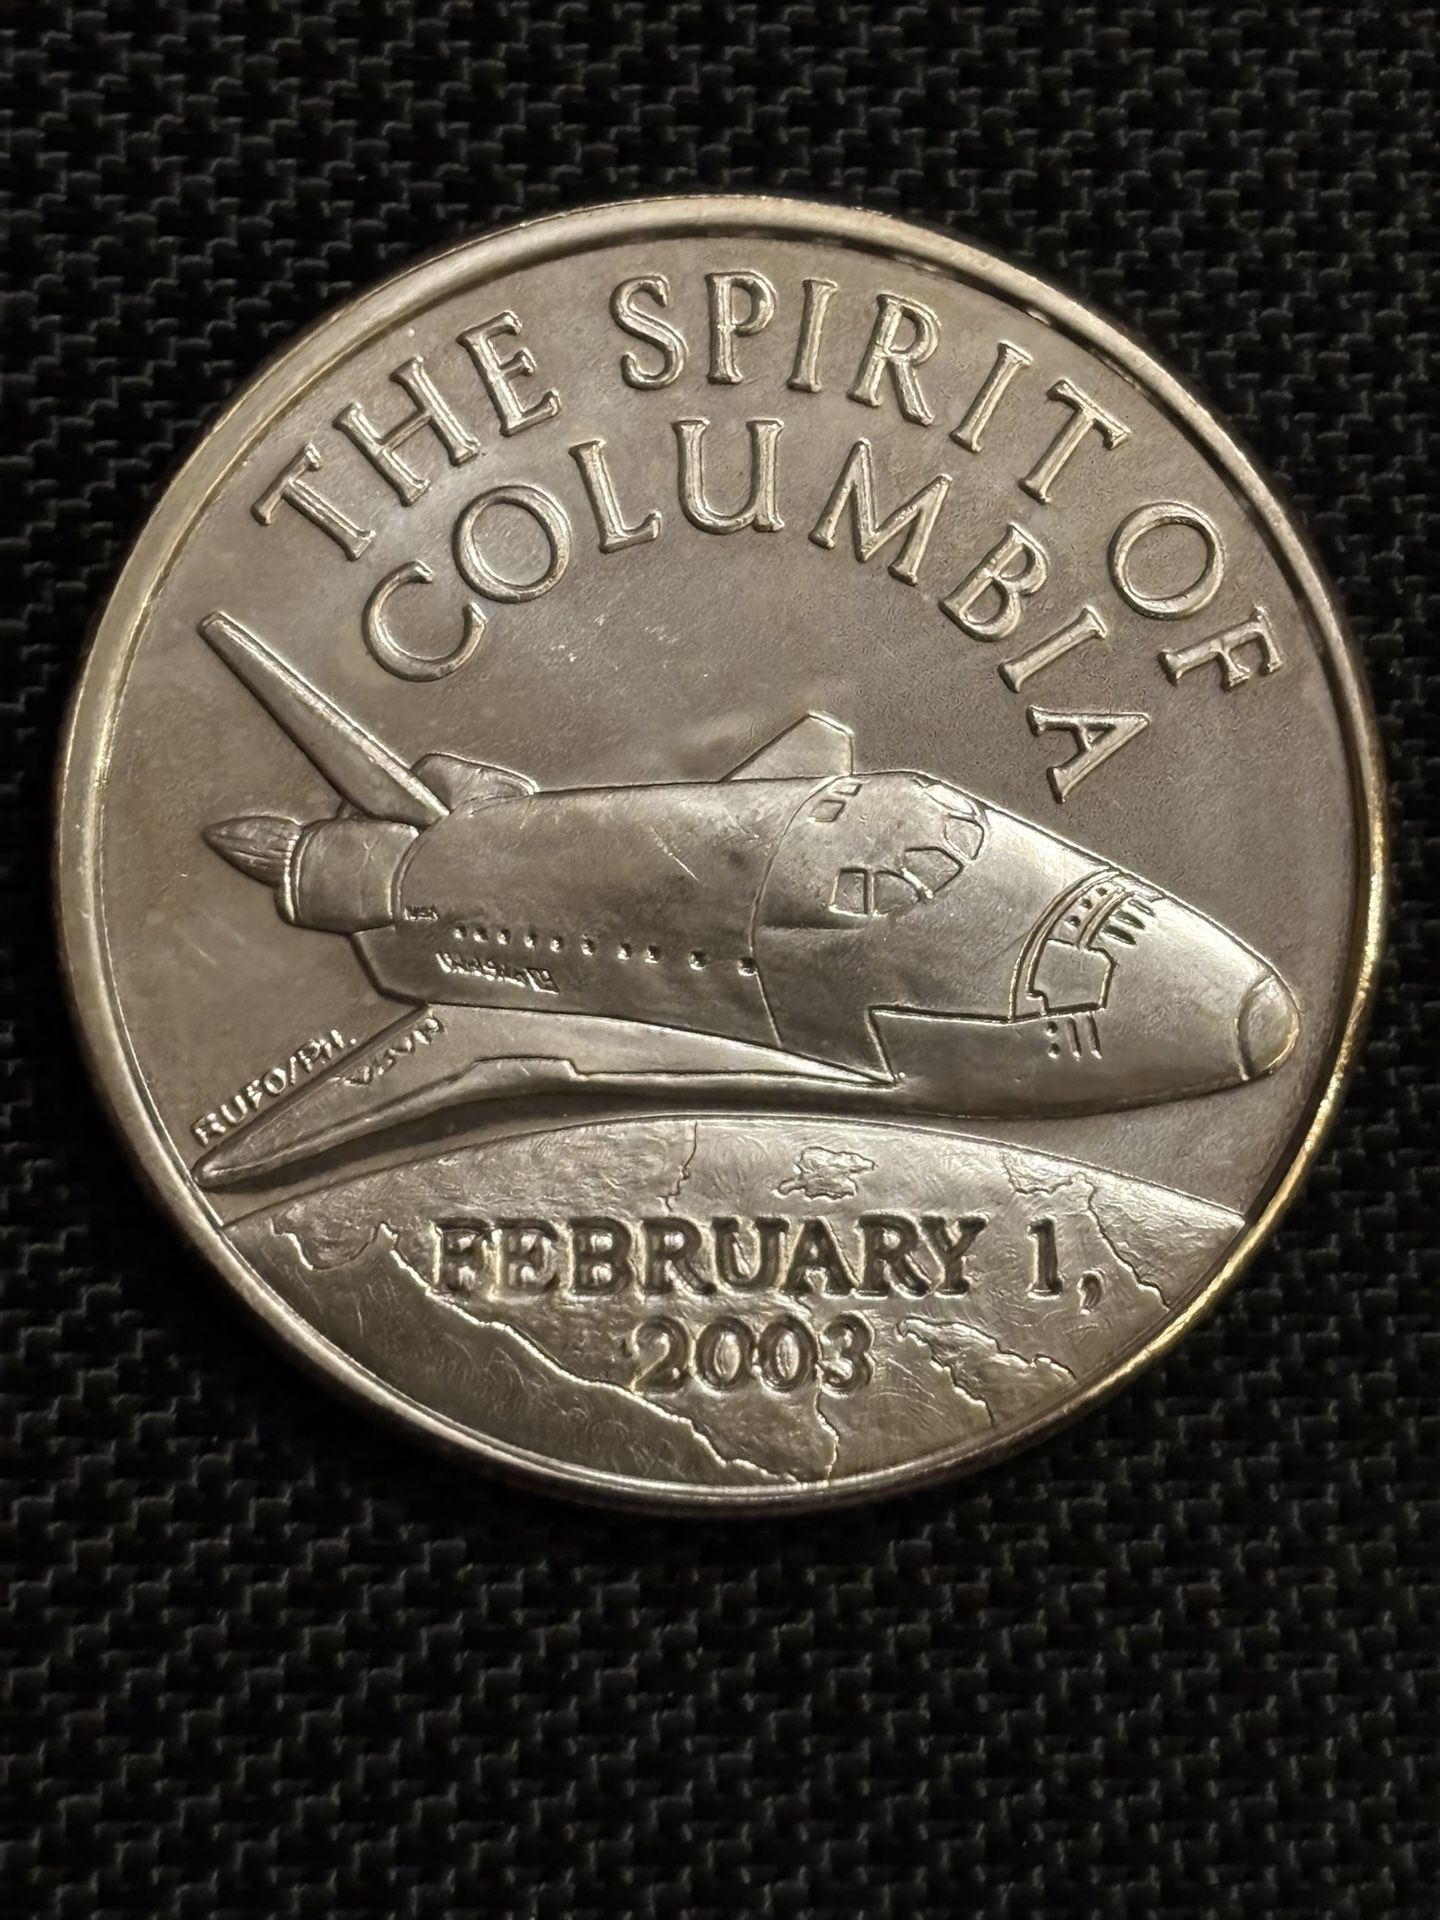 THE SPIRIT OF
COLUMBIA
RUFO/PH.
FEBRUARY 1,
2003